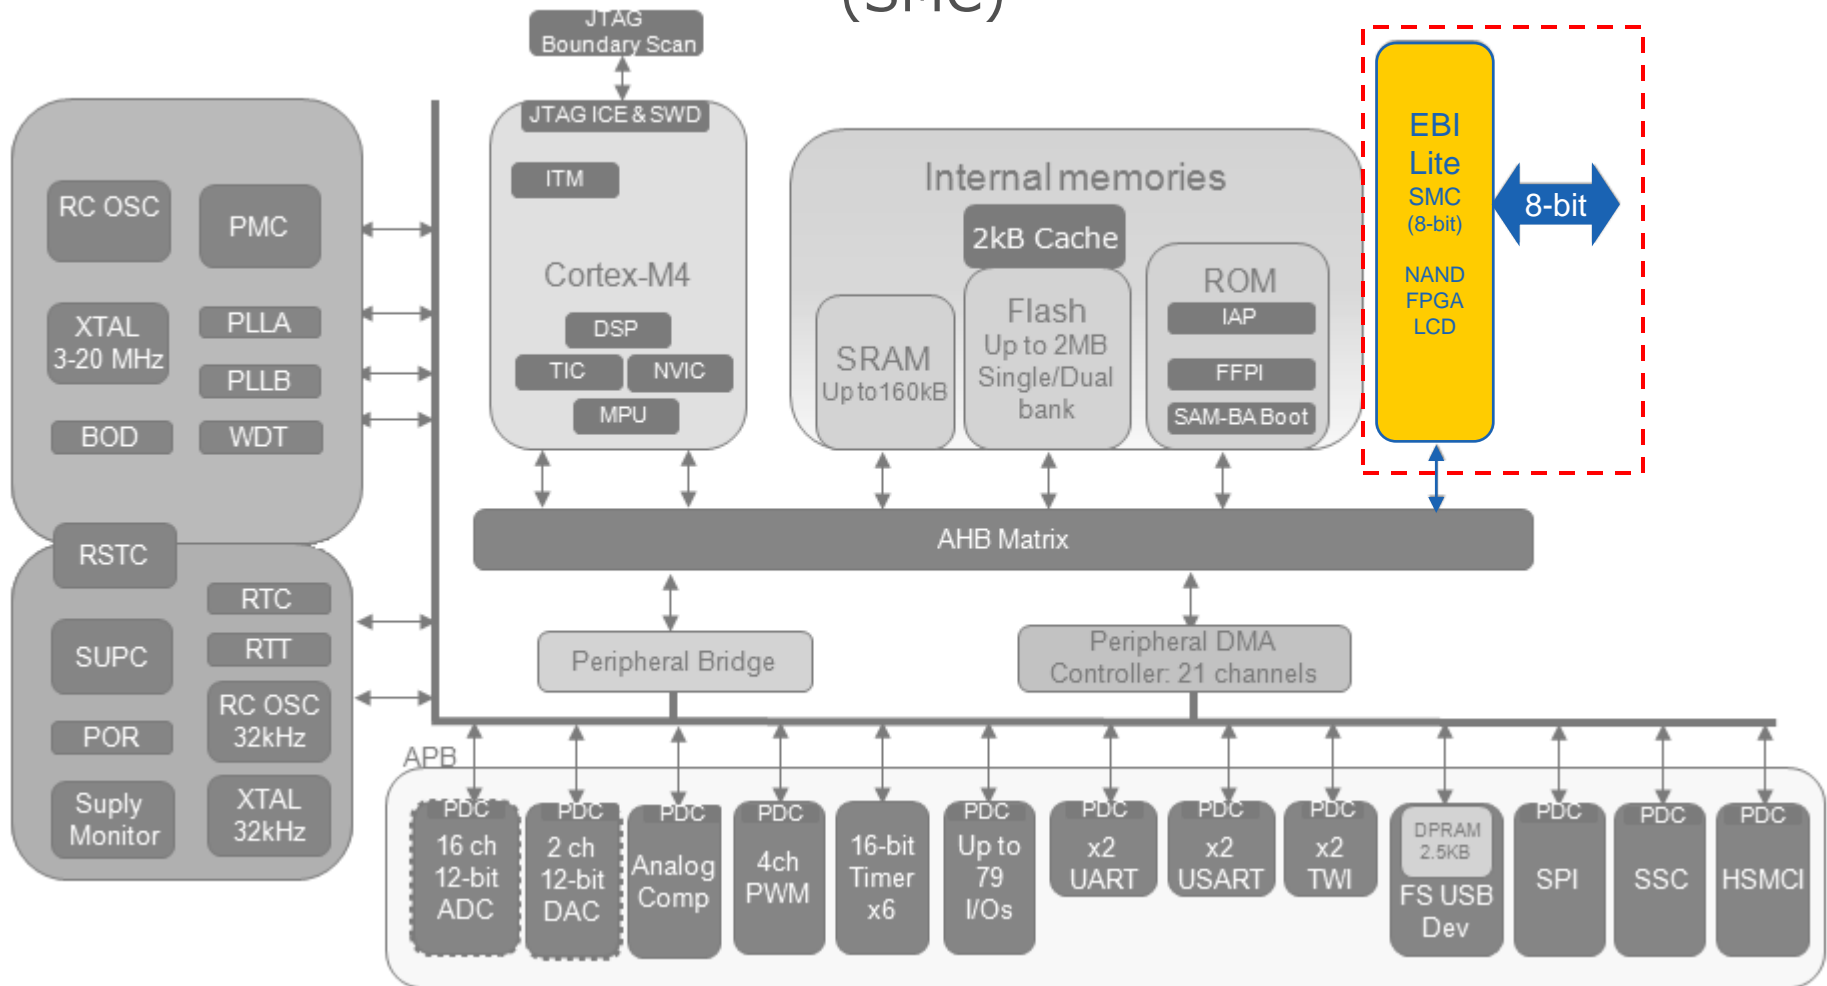 (SMC)
JTAG
Boundary Scan
JTAG ICE & SWD
ITM
Cortex-M4
DSP
TIC
NVIC
MPU
RC OSC
PMC
XTAL
3-20 MHz
PLLA
PLLB
BOD
WDT
RSTC
RTC
SUPC
RTT
RC OSC
32kHz
POR
Suply
Monitor
XTAL
32kHz
Internal memories
2kB Cache
SRAM
Up to160kB
Flash
Up to 2MB
Single/Dual
bank
ROM
IAP
FFPI
SAM-BA Boot
EBI
Lite
SMC
(8-bit)
NAND
FPGA
LCD
8-bit
AHB Matrix
Peripheral Bridge
Peripheral DMA
Controller: 21 channels
APB
PDC
16 ch
12-bit
ADC
PDC
2 ch
12-bit
DAC
PDC
Analog
Comp
PDC
4ch
PWM
16-bit
Timer
x6
PDC
Up to
79
I/Os
PDC
x2
UART
PDC
x2
USART
PDC
x2
TWI
DPRAM
2.5KB
FS USB
Dev
PDC
SPI
PDC
SSC
PDC
HSMCI